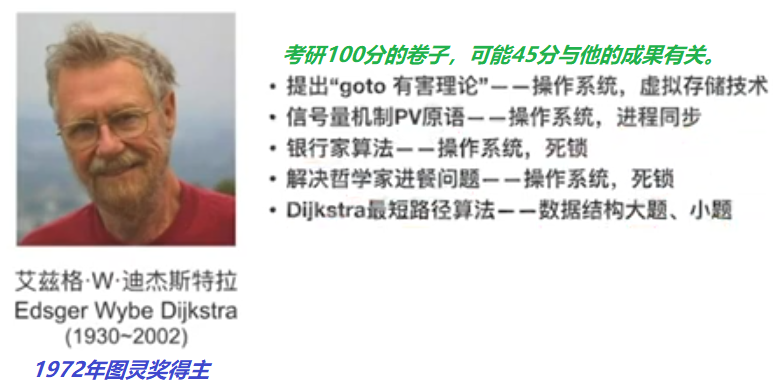 考研100分的卷子，可能45分与他的成果有关。
• 提出“goto 有害理论”——操作系统，虚拟存储技术
• 信号量机制PV原语——操作系统，进程同步
• 银行家算法——操作系统，死锁
• 解决哲学家进餐问题——操作系统，死锁
• Dijkstra最短路径算法——数据结构大题、小题
艾兹格·W·迪杰斯特拉
Edsger Wybe Dijkstra
(1930~2002)
1972年图灵奖得主